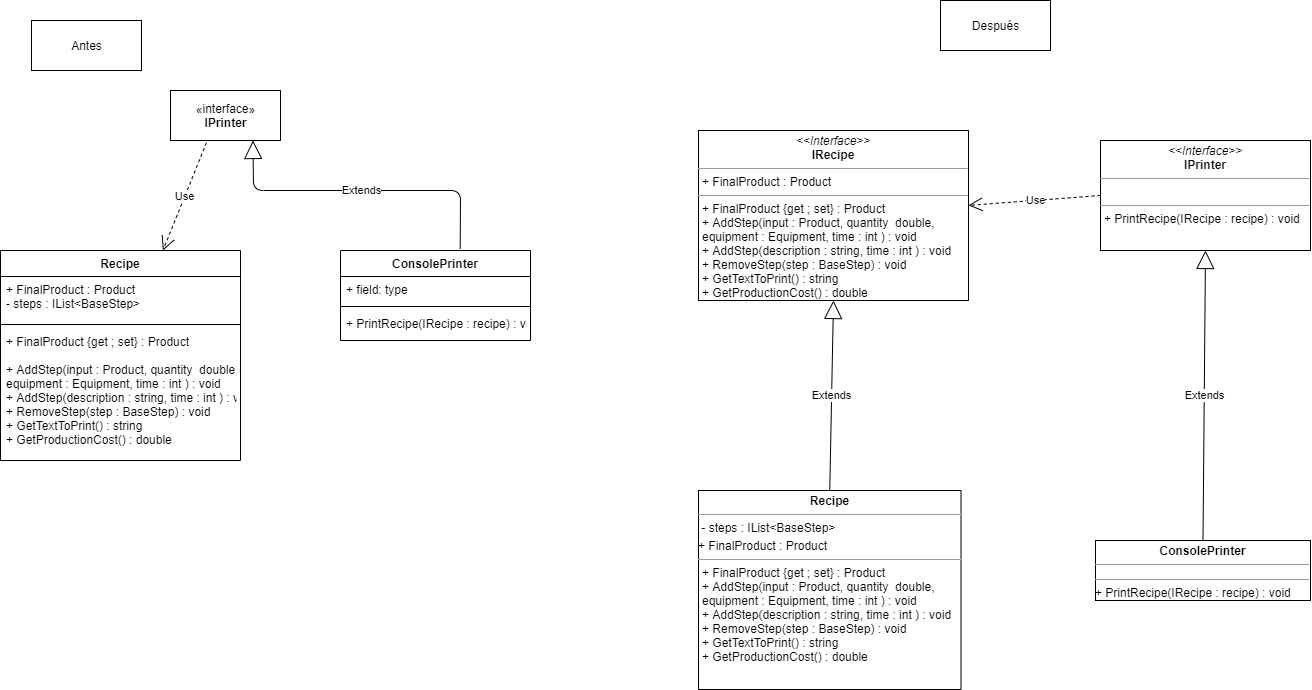 Antes
«interface»
IPrinter
Use
Extends
Recipe
+ FinalProduct : Product
- steps : IList<BaseStep>
+ FinalProduct {get ; set} : Product
+ AddStep(input : Product, quantity  double,
equipment : Equipment, time : int ) : void
+ AddStep(description : string, time : int ) : v
+ RemoveStep(step : BaseStep) : void
+ GetTextToPrint() : string
+ GetProductionCost() : double
ConsolePrinter
+ field: type
+ PrintRecipe(IRecipe : recipe) : v
Después
<<Interface>>
IRecipe
+ FinalProduct : Product
+ FinalProduct {get ; set} : Product
+ AddStep(input : Product, quantity  double,
equipment : Equipment, time : int ) : void
+ AddStep(description : string, time : int ) : void
+ RemoveStep(step : BaseStep) : void
+ GetTextToPrint() : string
+ GetProductionCost() : double
Use
<<Interface>>
IPrinter
+ PrintRecipe(IRecipe : recipe) : void
Extends
Extends
Recipe
- steps : IList<BaseStep>
+ FinalProduct : Product
+ FinalProduct {get ; set} : Product
+ AddStep(input : Product, quantity  double,
equipment : Equipment, time : int ) : void
+ AddStep(description : string, time : int ) : void
+ RemoveStep(step : BaseStep) : void
+ GetTextToPrint() : string
+ GetProductionCost() : double
ConsolePrinter
+ PrintRecipe(IRecipe : recipe) : void